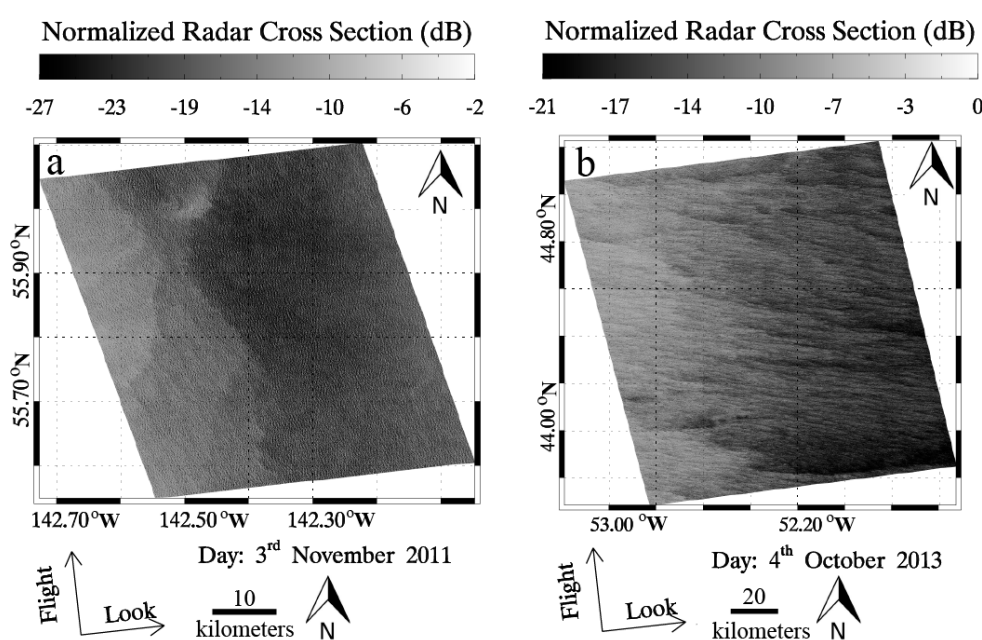 Normalized Radar Cross Section (dB)
-27 -23 -19 -14 -10 -6 -2
a
N
55.90 °N
55.70 °N
142.70 °W 142.50 °W 142.30 °W
Day: 3rd November 2011
Flight
Look
10
kilometers
N
Normalized Radar Cross Section (dB)
-21 -17 -14 -10 -7 -3 0
b
N
44.80 °N
44.00 °N
53.00 °W 52.20 °W
Day: 4th October 2013
Flight
Look
20
kilometers
N